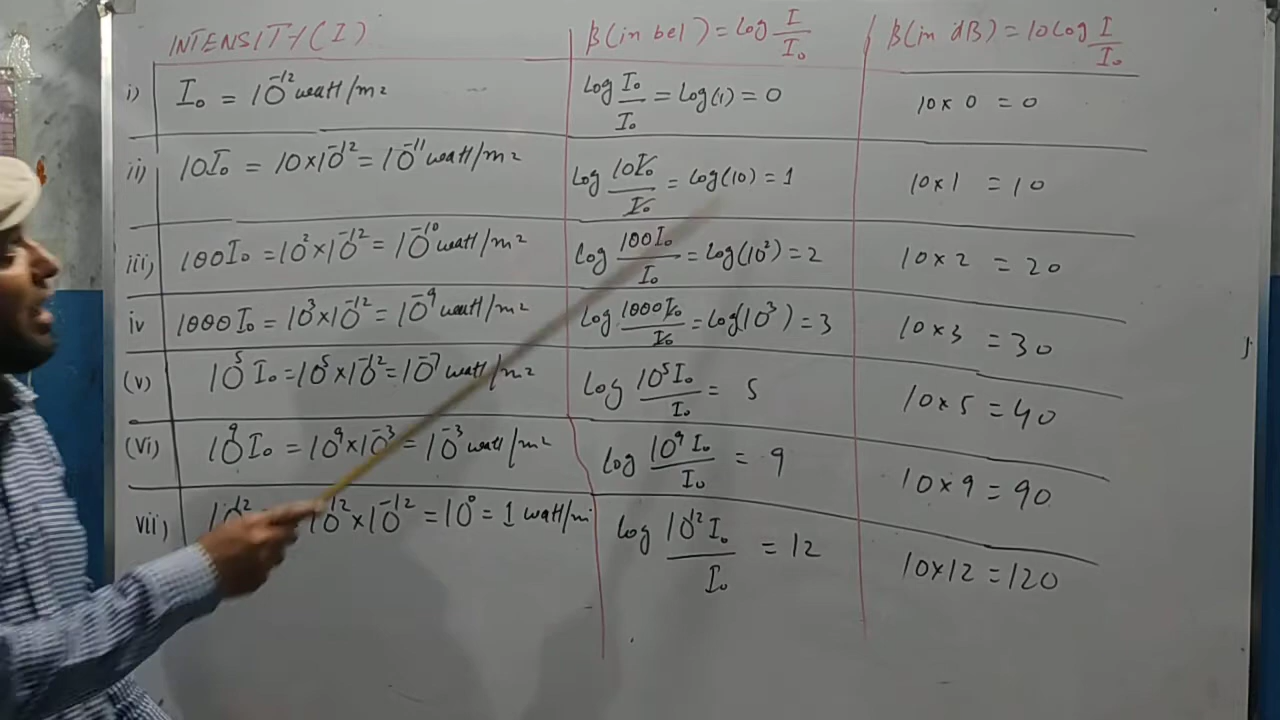 INTENSITY(I) β(in bel) = Log I/I₀ β(in dB) = 10 Log I/I₀
i) I₀ = 10⁻¹² watt/m² Log I₀/I₀ = Log(1) = 0 10 × 0 = 0
ii) 10I₀ = 10×10⁻¹² = 10⁻¹¹ watt/m² Log 10I₀/I₀ = Log(10) = 1 10×1 = 10
iii) 100I₀ = 10²×10⁻¹² = 10⁻¹⁰ watt/m² Log 100I₀/I₀ = Log(10²) = 2 10×2 = 20
iv 1000I₀ = 10³×10⁻¹² = 10⁻⁹ watt/m² Log 1000I₀/I₀ = Log(10³) = 3 10×3 = 30
(v) 10⁵I₀ = 10⁵×10⁻¹² = 10⁻⁷ watt/m² Log 10⁵I₀/I₀ = 5 10×5 = 40
(vi) 10⁹I₀ = 10⁹×10⁻³ = 10⁻³ watt/m² Log 10⁹I₀/I₀ = 9 10×9 = 90
vii) 10¹² 10¹²×10⁻¹² = 10⁰ = 1 watt/m Log 10¹²I₀/I₀ = 12 10×12 = 120